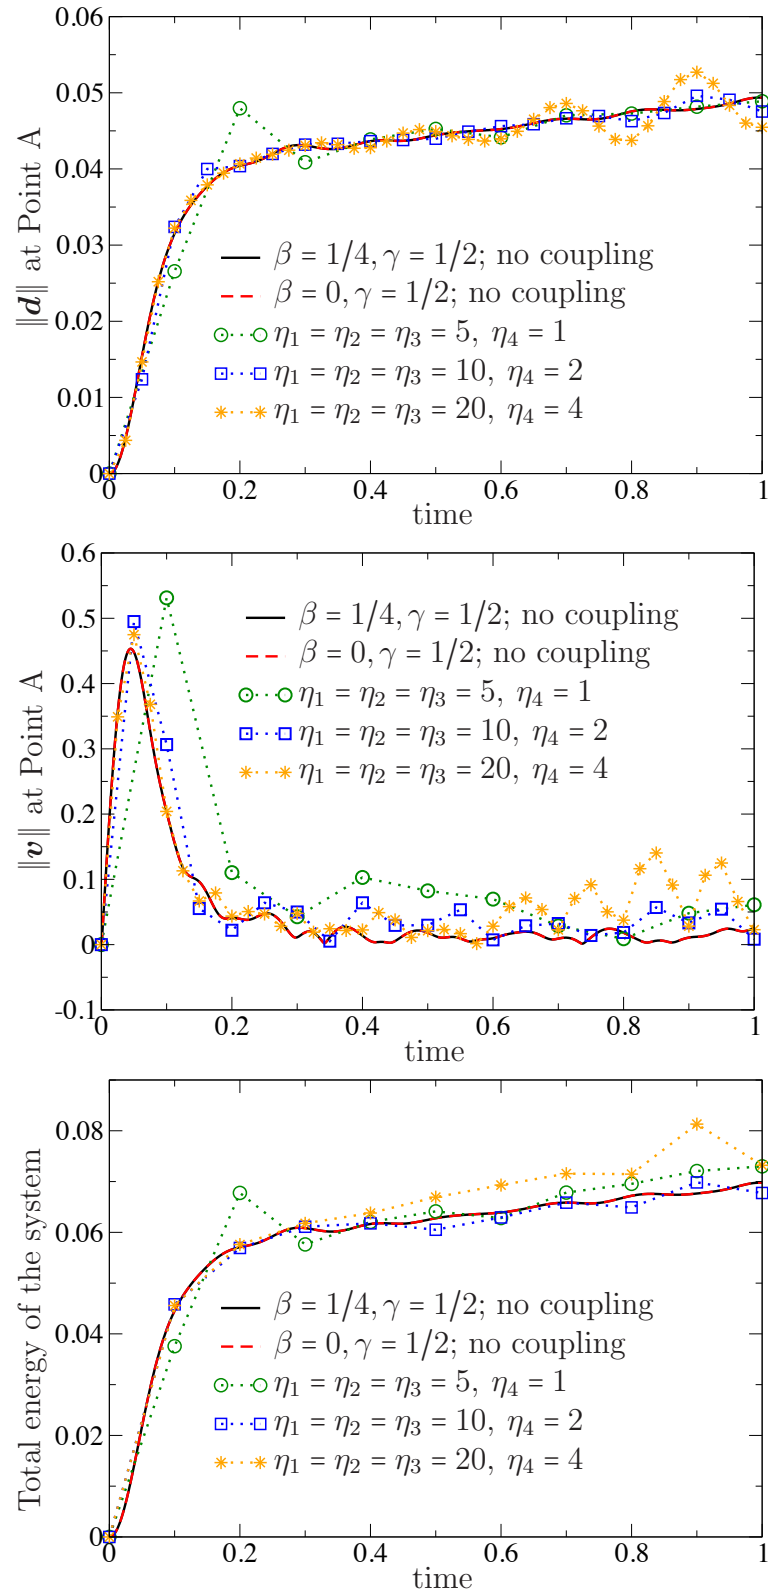 0.06
0.05
0.04
0.03
0.02
0.01
0
‖d‖ at Point A
β = 1/4, γ = 1/2; no coupling
β = 0, γ = 1/2; no coupling
η₁ = η₂ = η₃ = 5, η₄ = 1
η₁ = η₂ = η₃ = 10, η₄ = 2
η₁ = η₂ = η₃ = 20, η₄ = 4
0 0.2 0.4 0.6 0.8 1
time
0.6
0.5
0.4
0.3
0.2
0.1
0
-0.1
‖v‖ at Point A
β = 1/4, γ = 1/2; no coupling
β = 0, γ = 1/2; no coupling
η₁ = η₂ = η₃ = 5, η₄ = 1
η₁ = η₂ = η₃ = 10, η₄ = 2
η₁ = η₂ = η₃ = 20, η₄ = 4
0 0.2 0.4 0.6 0.8 1
time
0.08
0.06
0.04
0.02
0
Total energy of the system
β = 1/4, γ = 1/2; no coupling
β = 0, γ = 1/2; no coupling
η₁ = η₂ = η₃ = 5, η₄ = 1
η₁ = η₂ = η₃ = 10, η₄ = 2
η₁ = η₂ = η₃ = 20, η₄ = 4
0 0.2 0.4 0.6 0.8 1
time